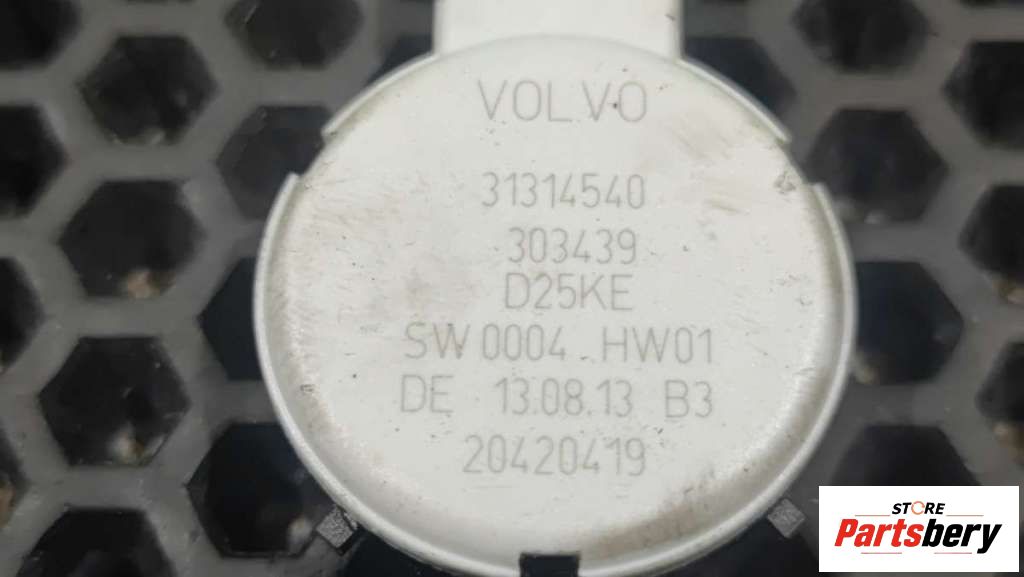 VOLVO
31314540
303439
D25KE
SW 0004 HW01
DE 13.08.13 B3
20420419
STORE
Partsbery